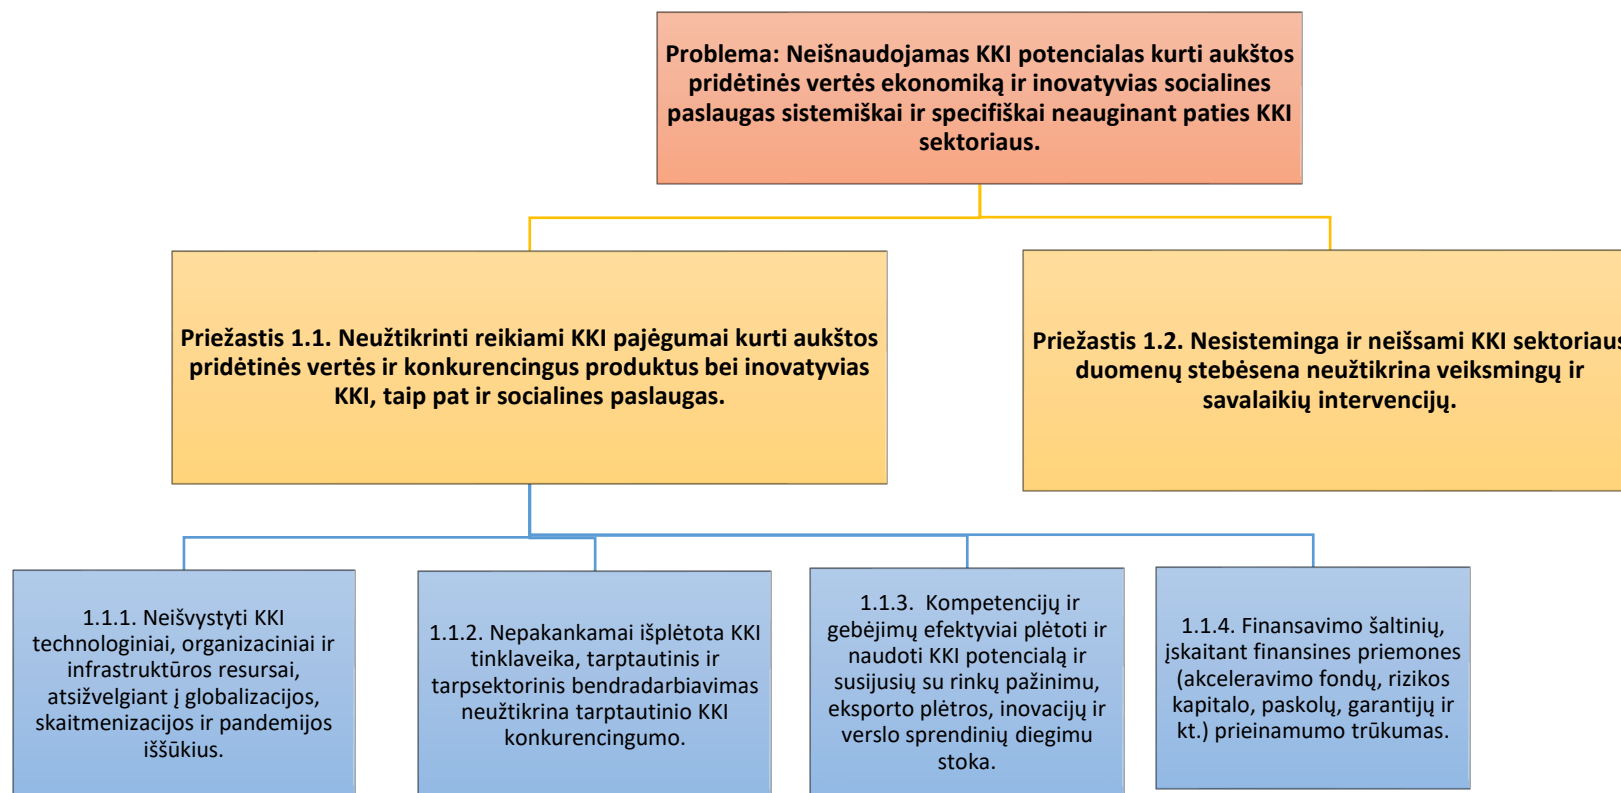 Problema: Neišnaudojamas KKI potencialas kurti aukštos
pridėtinės vertės ekonomiką ir inovatyvias socialines
paslaugas sistemiškai ir specifiškai neauginant paties KKI
sektoriaus.
Priežastis 1.1. Neužtikrinti reikiami KKI pajėgumai kurti aukštos
pridėtinės vertės ir konkurencingus produktus bei inovatyvias
KKI, taip pat ir socialines paslaugas.
Priežastis 1.2. Nesisteminga ir neišsami KKI sektoriaus
duomenų stebėsena neužtikrina veiksmingų ir
savalaikių intervencijų.
1.1.1. Neišvystyti KKI
technologiniai, organizaciniai ir
infrastruktūros resursai,
atsižvelgiant į globalizacijos,
skaitmenizacijos ir pandemijos
iššūkius.
1.1.2. Nepakankamai išplėtota KKI
tinklaveika, tarptautinis ir
tarpsektorinis bendradarbiavimas
neužtikrina tarptautinio KKI
konkurencingumo.
1.1.3. Kompetencijų ir
gebėjimų efektyviai plėtoti ir
naudoti KKI potencialą ir
susijusių su rinkų pažinimu,
eksporto plėtros, inovacijų ir
verslo sprendinių diegimu
stoka.
1.1.4. Finansavimo šaltinių,
įskaitant finansines priemones
(akceleravimo fondų, rizikos
kapitalo, paskolų, garantijų ir
kt.) prieinamumo trūkumas.